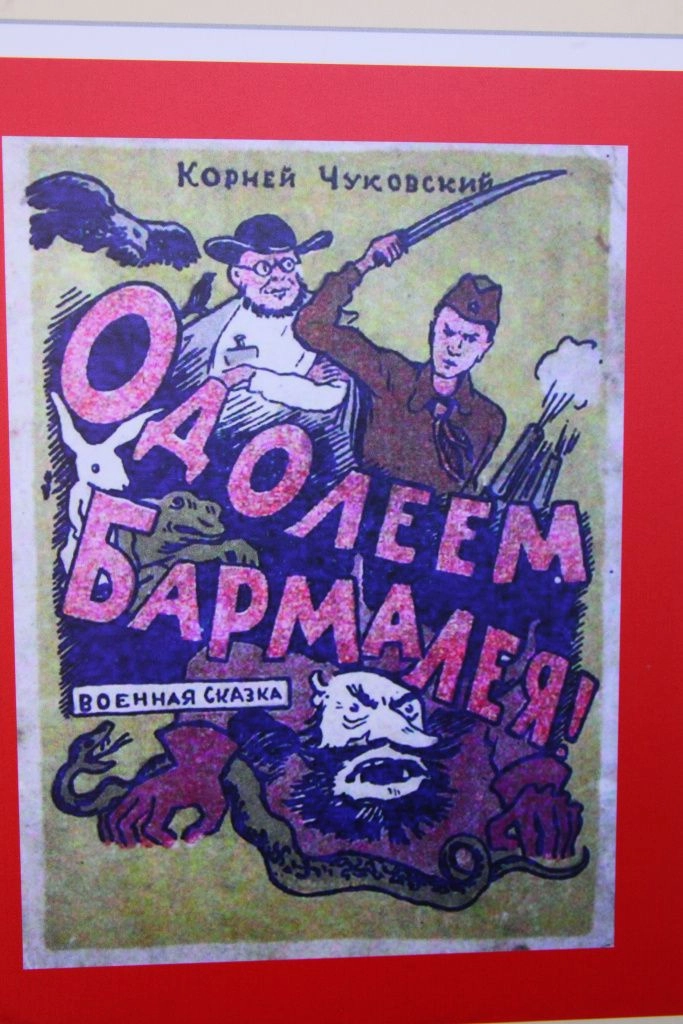 Корней Чуковский
Одолеем
Бармалея!
Военная сказка